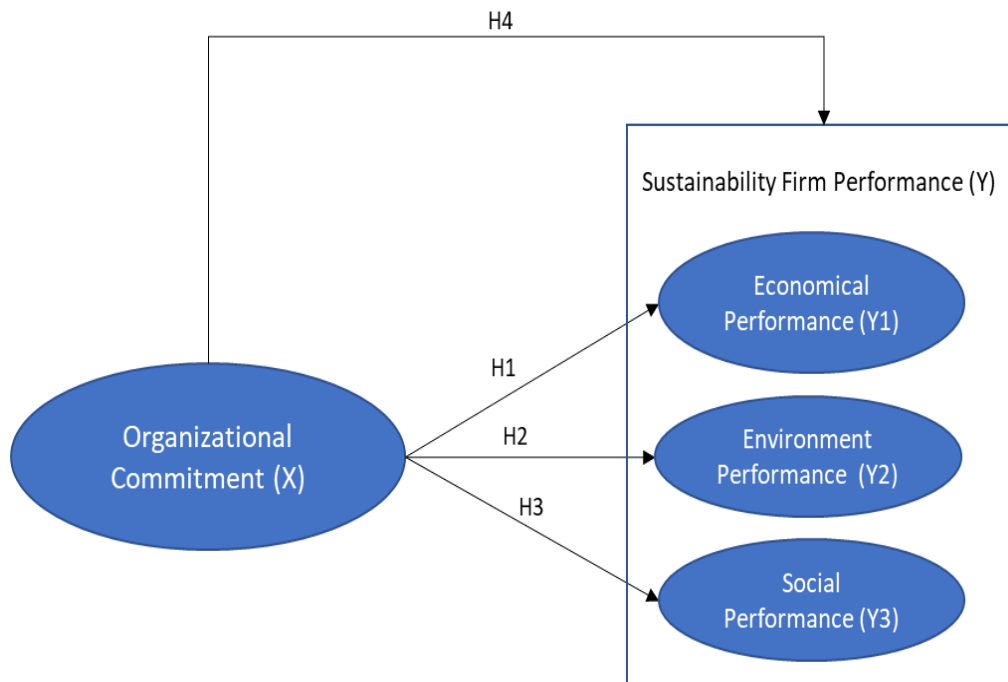 H4
Sustainability Firm Performance (Y)
Economical
Performance (Y1)
H1
Organizational
Commitment (X)
H2
Environment
Performance (Y2)
H3
Social
Performance (Y3)